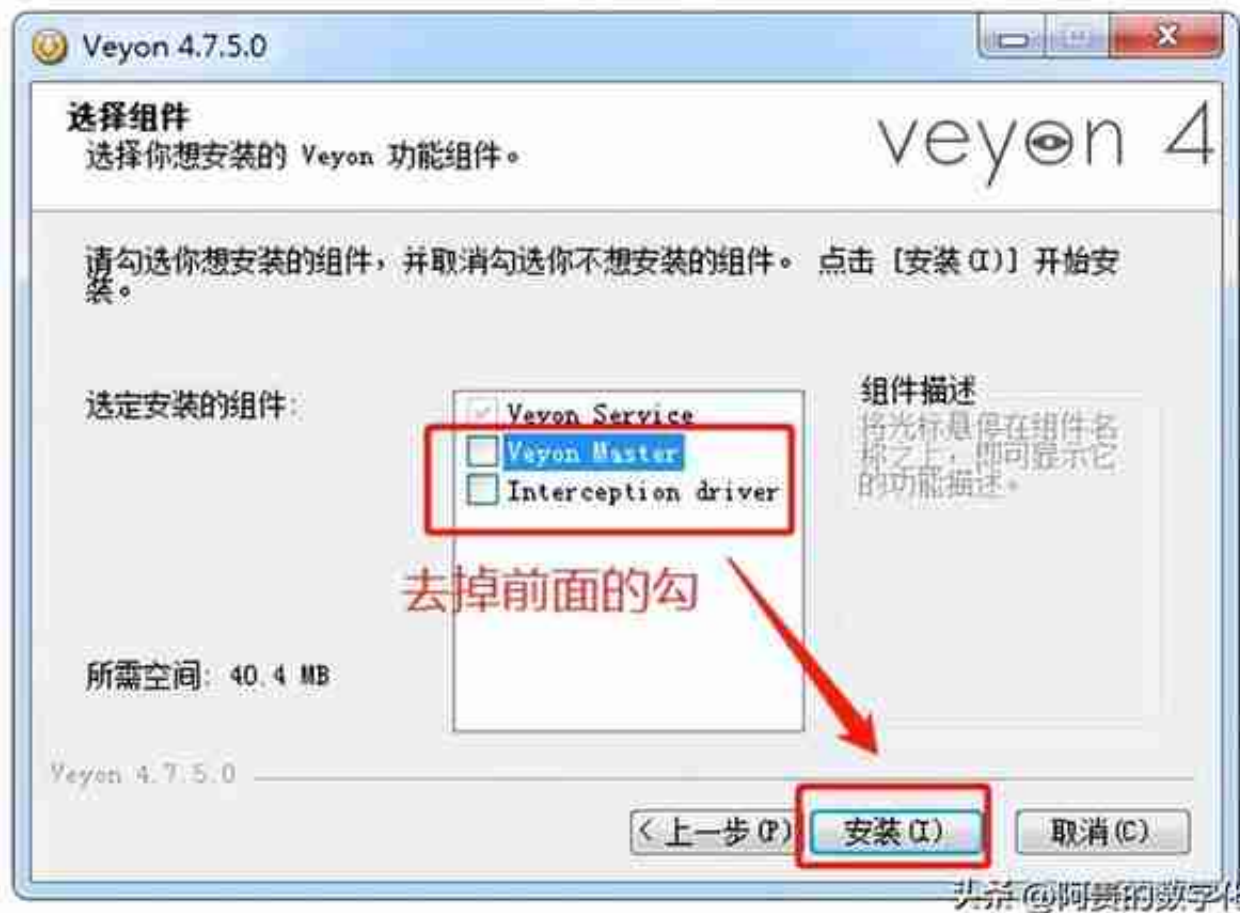 Veyon 4.7.5.0
选择组件
选择你想安装的 Veyon 功能组件。
veyon 4
请勾选你想安装的组件，并取消勾选你不想安装的组件。 点击 [安装(I)] 开始安
装。
选定安装的组件:
Veyon Service
Veyon Master
Interception driver
组件描述
将光标悬停在组件名
称之上，即可显示它
的功能描述。
去掉前面的勾
所需空间: 40.4 MB
Veyon 4.7.5.0
< 上一步(P)
安装(I)
取消(C)
头条 @阿贵的数字化